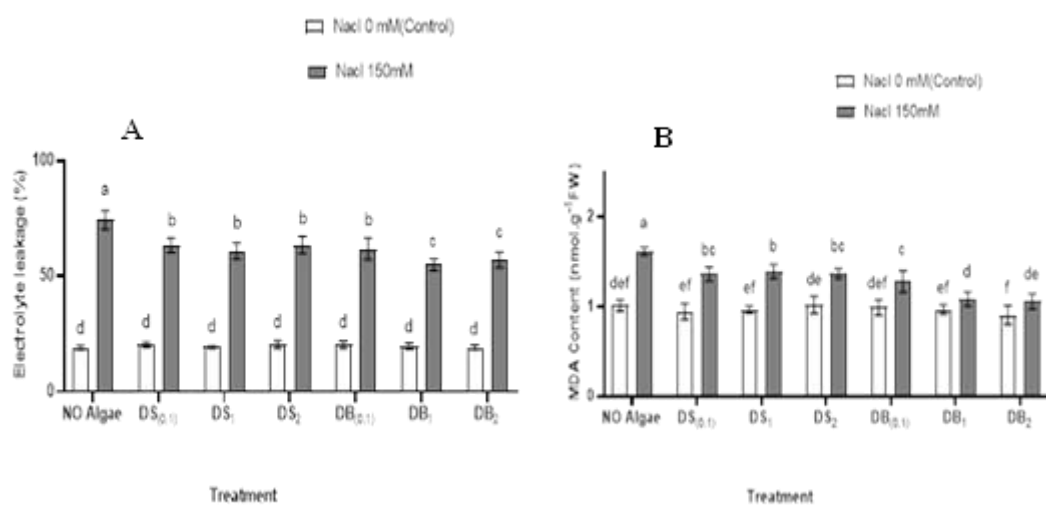 Nacl 0 mM(Control)
Nacl 150mM
A
Electrolyte leakage (%)
100
50
0
a
b
b
b
b
c
c
d
d
d
d
d
d
d
NO Algae DS(0.1) DS1 DS2 DB(0.1) DB1 DB2
Treatment
Nacl 0 mM(Control)
Nacl 150mM
B
MDA Content (nmol.g-1FW)
2
1
0
def
a
ef
bc
ef
b
de
bc
def
c
ef
d
f
de
NO Algae DS(0.1) DS1 DS2 DB(0.1) DB1 DB2
Treatment